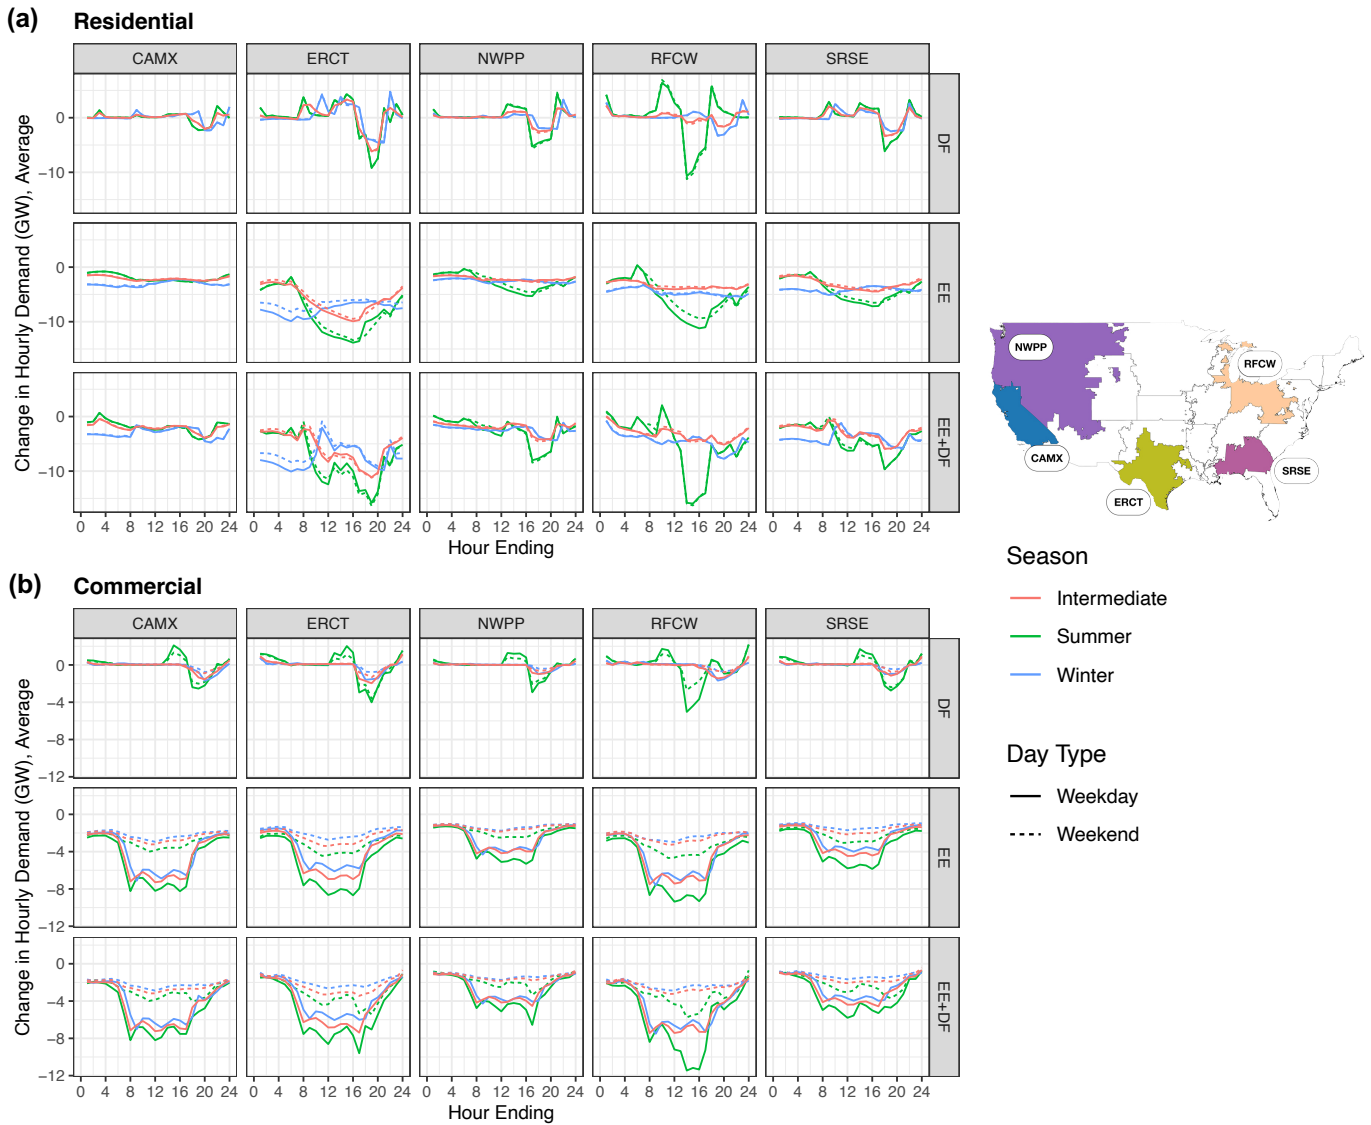 (a) Residential
CAMX ERCT NWPP RFCW SRSE
Change in Hourly Demand (GW), Average
0
−10
DF
0
−10
EE
0
−10
EE+DF
0 4 8 12 16 20 24 0 4 8 12 16 20 24 0 4 8 12 16 20 24 0 4 8 12 16 20 24 0 4 8 12 16 20 24
Hour Ending
NWPP
RFCW
CAMX
SRSE
ERCT
Season
Intermediate
Summer
Winter
Day Type
Weekday
Weekend
(b) Commercial
CAMX ERCT NWPP RFCW SRSE
Change in Hourly Demand (GW), Average
0
−4
−8
−12
DF
0
−4
−8
−12
EE
0
−4
−8
−12
EE+DF
0 4 8 12 16 20 24 0 4 8 12 16 20 24 0 4 8 12 16 20 24 0 4 8 12 16 20 24 0 4 8 12 16 20 24
Hour Ending